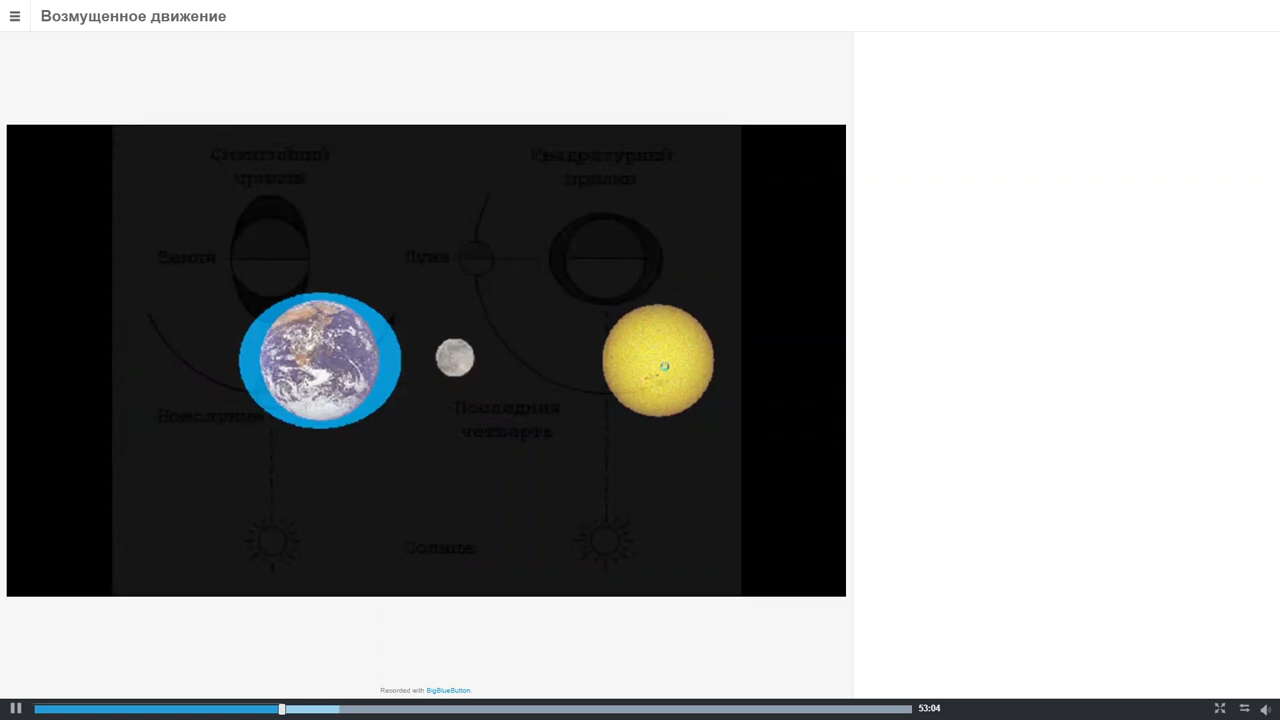 Возмущенное движение
Сизигийный
прилив
Квадратурный
прилив
Земля
Луна
Новолуние
Последняя
четверть
Солнце
Recorded with BigBlueButton.
53:04